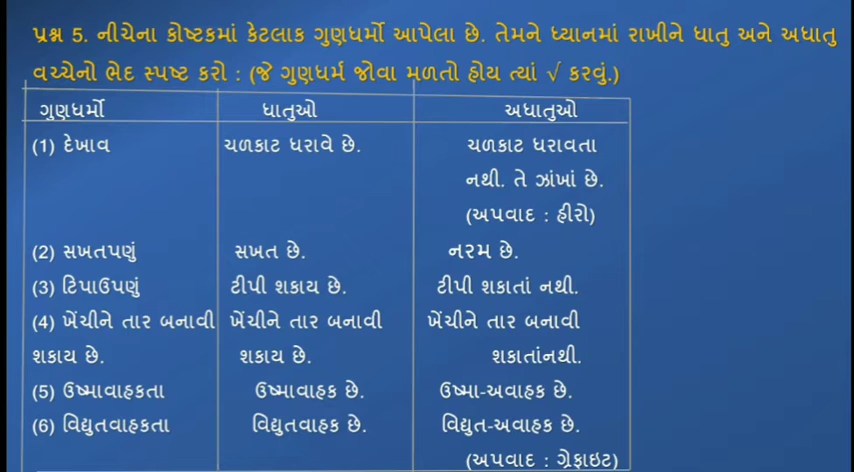 પ્રશ્ન 5. નીચેના કોષ્ટકમાં કેટલાક ગુણધર્મો આપેલા છે. તેમને ધ્યાનમાં રાખીને ધાતુ અને અધાતુ
વચ્ચેનો ભેદ સ્પષ્ટ કરો : (જે ગુણધર્મ જોવા મળતો હોય ત્યાં √ કરવું.)
ગુણધર્મો ધાતુઓ અધાતુઓ
(1) દેખાવ ચળકાટ ધરાવે છે. ચળકાટ ધરાવતા
નથી. તે ઝાંખાં છે.
(અપવાદ : હીરો)
(2) સખતપણું સખત છે. નરમ છે.
(3) ટિપાઉપણું ટીપી શકાય છે. ટીપી શકાતાં નથી.
(4) ખેંચીને તાર બનાવી ખેંચીને તાર બનાવી ખેંચીને તાર બનાવી
શકાય છે. શકાય છે. શકાતાંનથી.
(5) ઉષ્માવાહકતા ઉષ્માવાહક છે. ઉષ્મા-અવાહક છે.
(6) વિદ્યુતવાહકતા વિદ્યુતવાહક છે. વિદ્યુત-અવાહક છે.
(અપવાદ : ગ્રેફાઇટ)